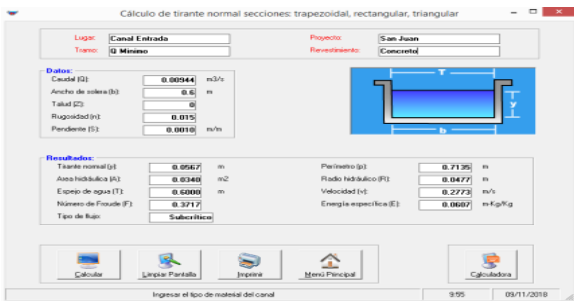 Cálculo de tirante normal secciones: trapezoidal, rectangular, triangular
Lugar: Canal Entrada Proyecto: San Juan
Tramo: Q Minimo Revestimiento: Concreto
Datos:
Caudal (Q): 0.00944 m3/s
Ancho de solera (b): 0.6 m
Talud (Z): 0
Rugosidad (n): 0.015
Pendiente (S): 0.0010 m/m
T
y
b
Resultados:
Tirante normal (y): 0.0567 m Perímetro (p): 0.7135 m
Area hidráulica (A): 0.0340 m2 Radio hidráulico (R): 0.0477 m
Espejo de agua (T): 0.6000 m Velocidad (v): 0.2773 m/s
Número de Froude (F): 0.3717 Energía específica (E): 0.0607 m-Kg/Kg
Tipo de flujo: Subcrítico
Calcular Limpiar Pantalla Imprimir Menú Principal Calculadora
Ingresar el tipo de material del canal 9:55 09/11/2018